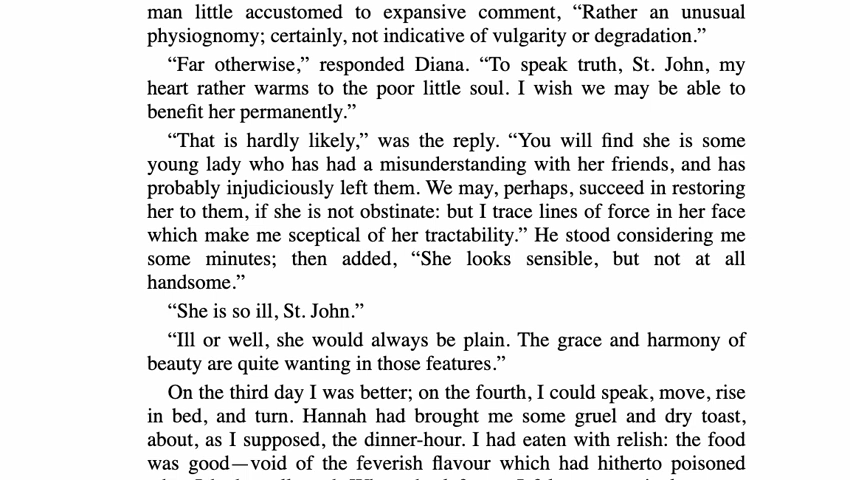 man little accustomed to expansive comment, “Rather an unusual
physiognomy; certainly, not indicative of vulgarity or degradation.”
“Far otherwise,” responded Diana. “To speak truth, St. John, my
heart rather warms to the poor little soul. I wish we may be able to
benefit her permanently.”
“That is hardly likely,” was the reply. “You will find she is some
young lady who has had a misunderstanding with her friends, and has
probably injudiciously left them. We may, perhaps, succeed in restoring
her to them, if she is not obstinate: but I trace lines of force in her face
which make me sceptical of her tractability.” He stood considering me
some minutes; then added, “She looks sensible, but not at all
handsome.”
“She is so ill, St. John.”
“Ill or well, she would always be plain. The grace and harmony of
beauty are quite wanting in those features.”
On the third day I was better; on the fourth, I could speak, move, rise
in bed, and turn. Hannah had brought me some gruel and dry toast,
about, as I supposed, the dinner-hour. I had eaten with relish: the food
was good—void of the feverish flavour which had hitherto poisoned